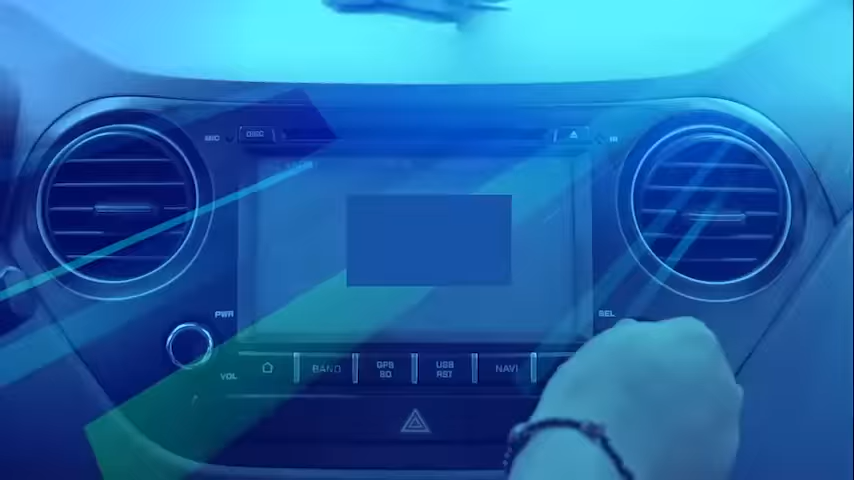 MIC DISC
PWR
SEL
VOL
BAND
GPS
SD
USB
RST
NAVI